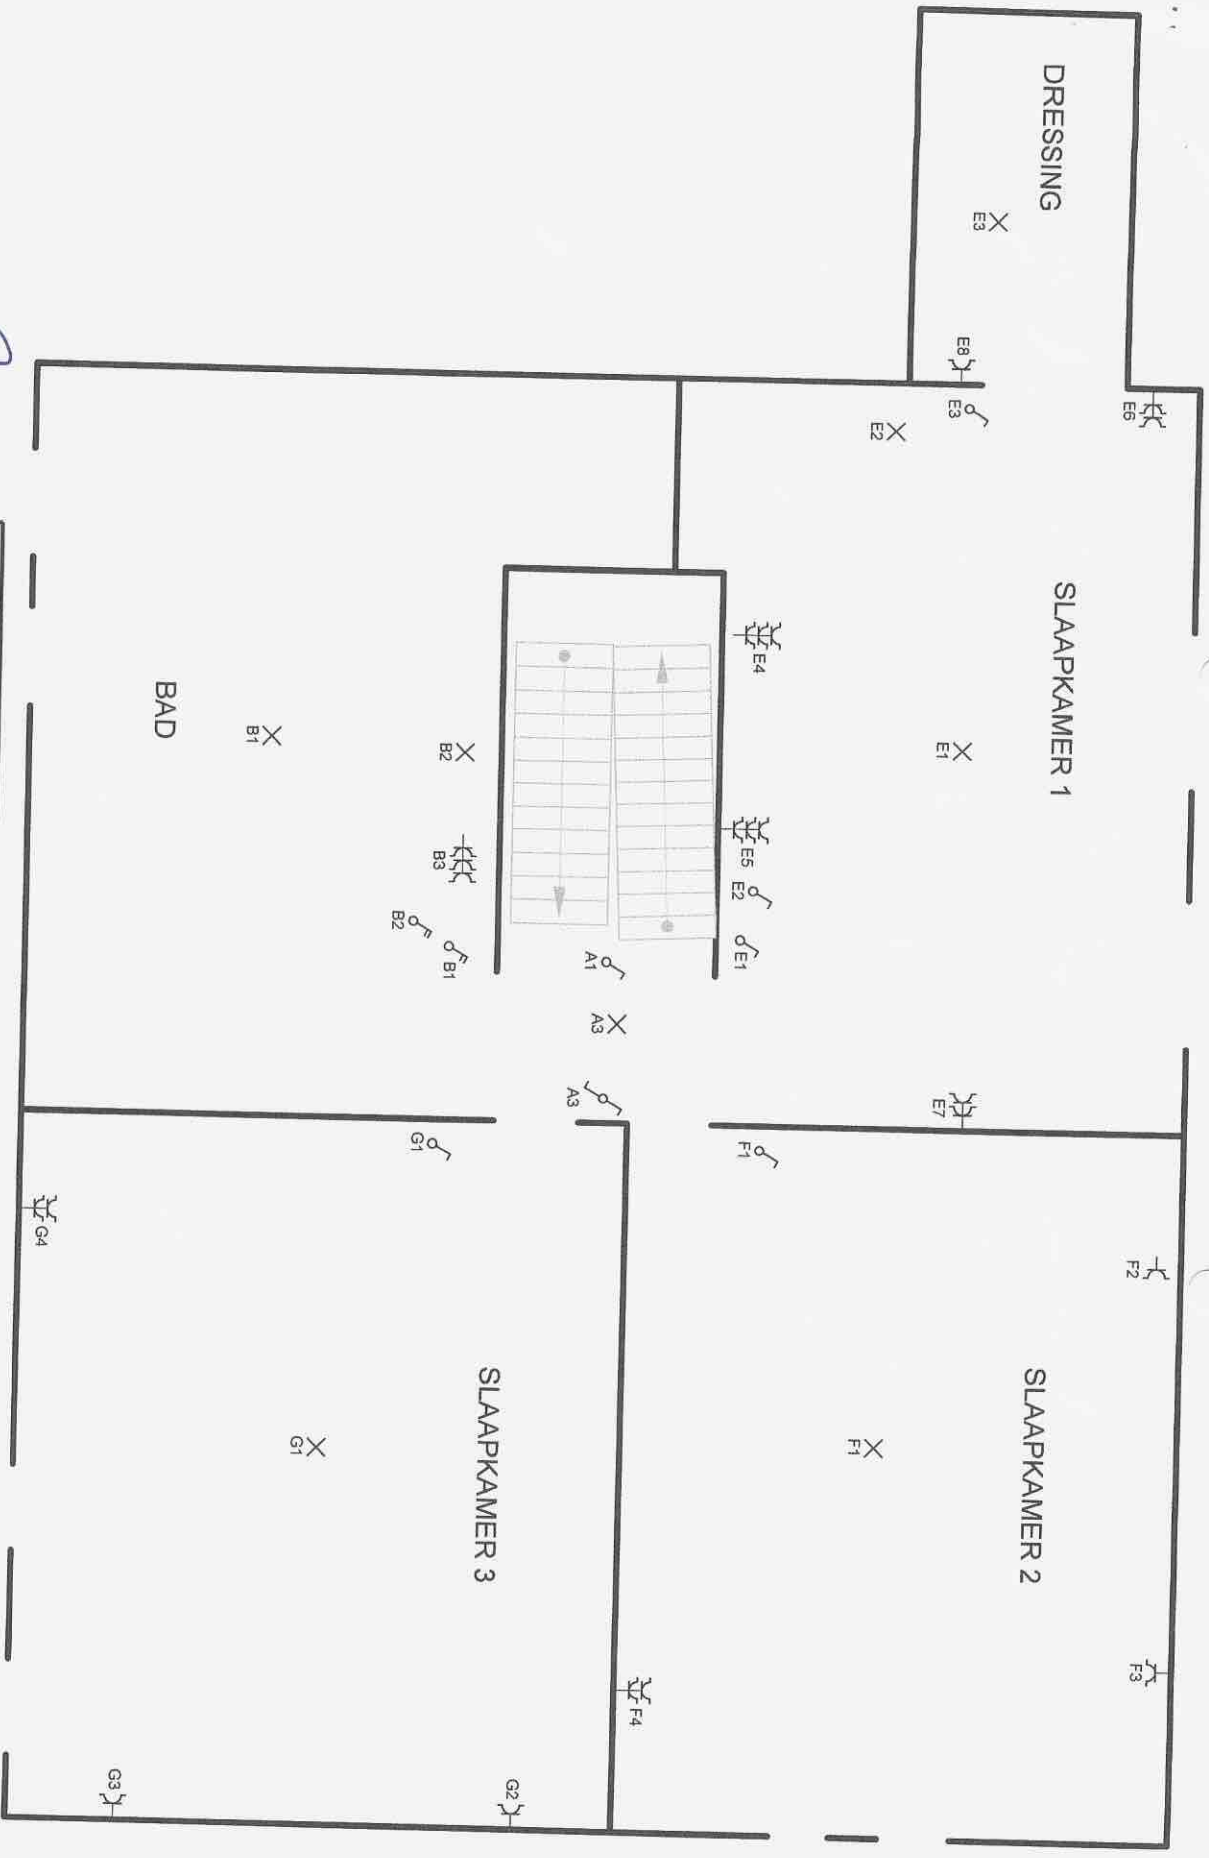 DRESSING
E3
E8
E3
E6
E2
SLAAPKAMER 1
E4
E1
E5
E2
E1
E7
BAD
B1
B2
B3
B2
B1
A1
A3
A3
G1
G4
SLAAPKAMER 3
G1
G3
G2
F1
F2
SLAAPKAMER 2
F1
F3
F4